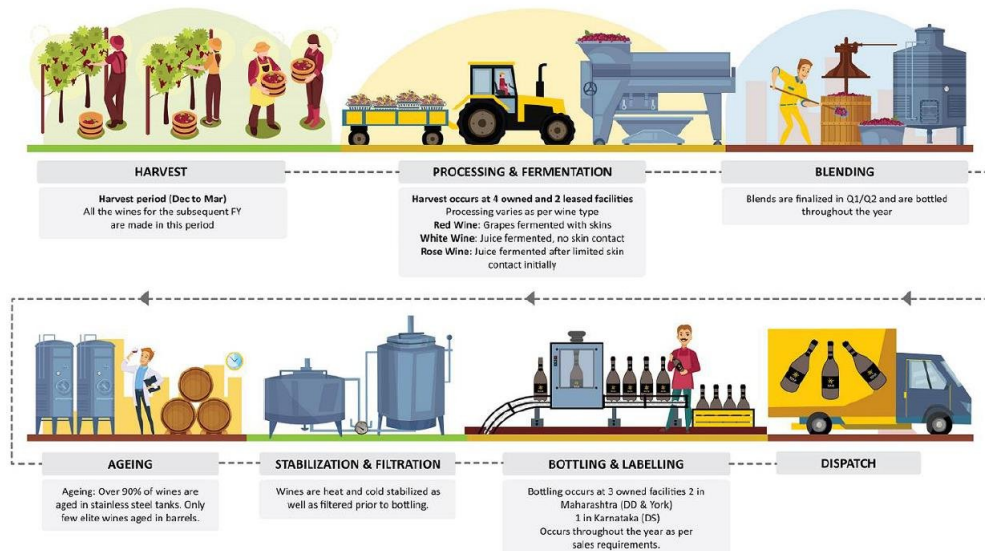 HARVEST
Harvest period (Dec to Mar)
All the wines for the subsequent FY
are made in this period
PROCESSING & FERMENTATION
Harvest occurs at 4 owned and 2 leased facilities
Processing varies as per wine type
Red Wine: Grapes fermented with skins
White Wine: Juice fermented, no skin contact
Rose Wine: Juice fermented after limited skin
contact initially
BLENDING
Blends are finalized in Q1/Q2 and are bottled
throughout the year
AGEING
Ageing: Over 90% of wines are
aged in stainless steel tanks. Only
few elite wines aged in barrels.
STABILIZATION & FILTRATION
Wines are heat and cold stabilized as
well as filtered prior to bottling.
BOTTLING & LABELLING
Bottling occurs at 3 owned facilities 2 in
Maharashtra (DD & York)
1 in Karnataka (DS)
Occurs throughout the year as per
sales requirements.
DISPATCH